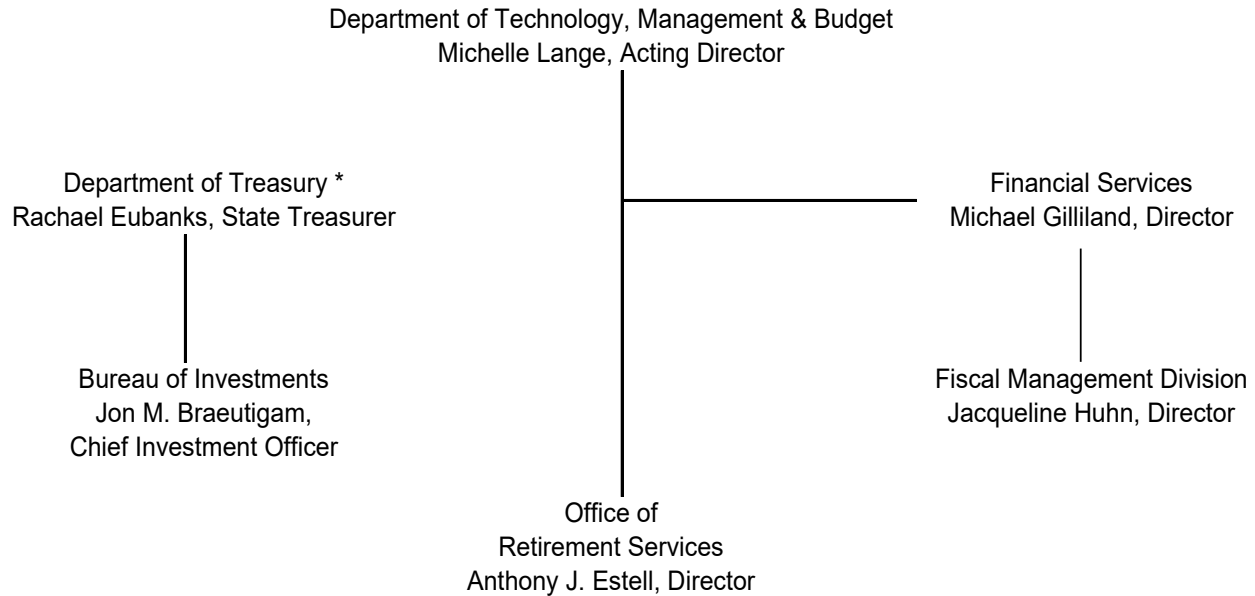 Department of Technology, Management & Budget
Michelle Lange, Acting Director
Department of Treasury *
Rachael Eubanks, State Treasurer
Financial Services
Michael Gilliland, Director
Bureau of Investments
Jon M. Braeutigam,
Chief Investment Officer
Fiscal Management Division
Jacqueline Huhn, Director
Office of
Retirement Services
Anthony J. Estell, Director